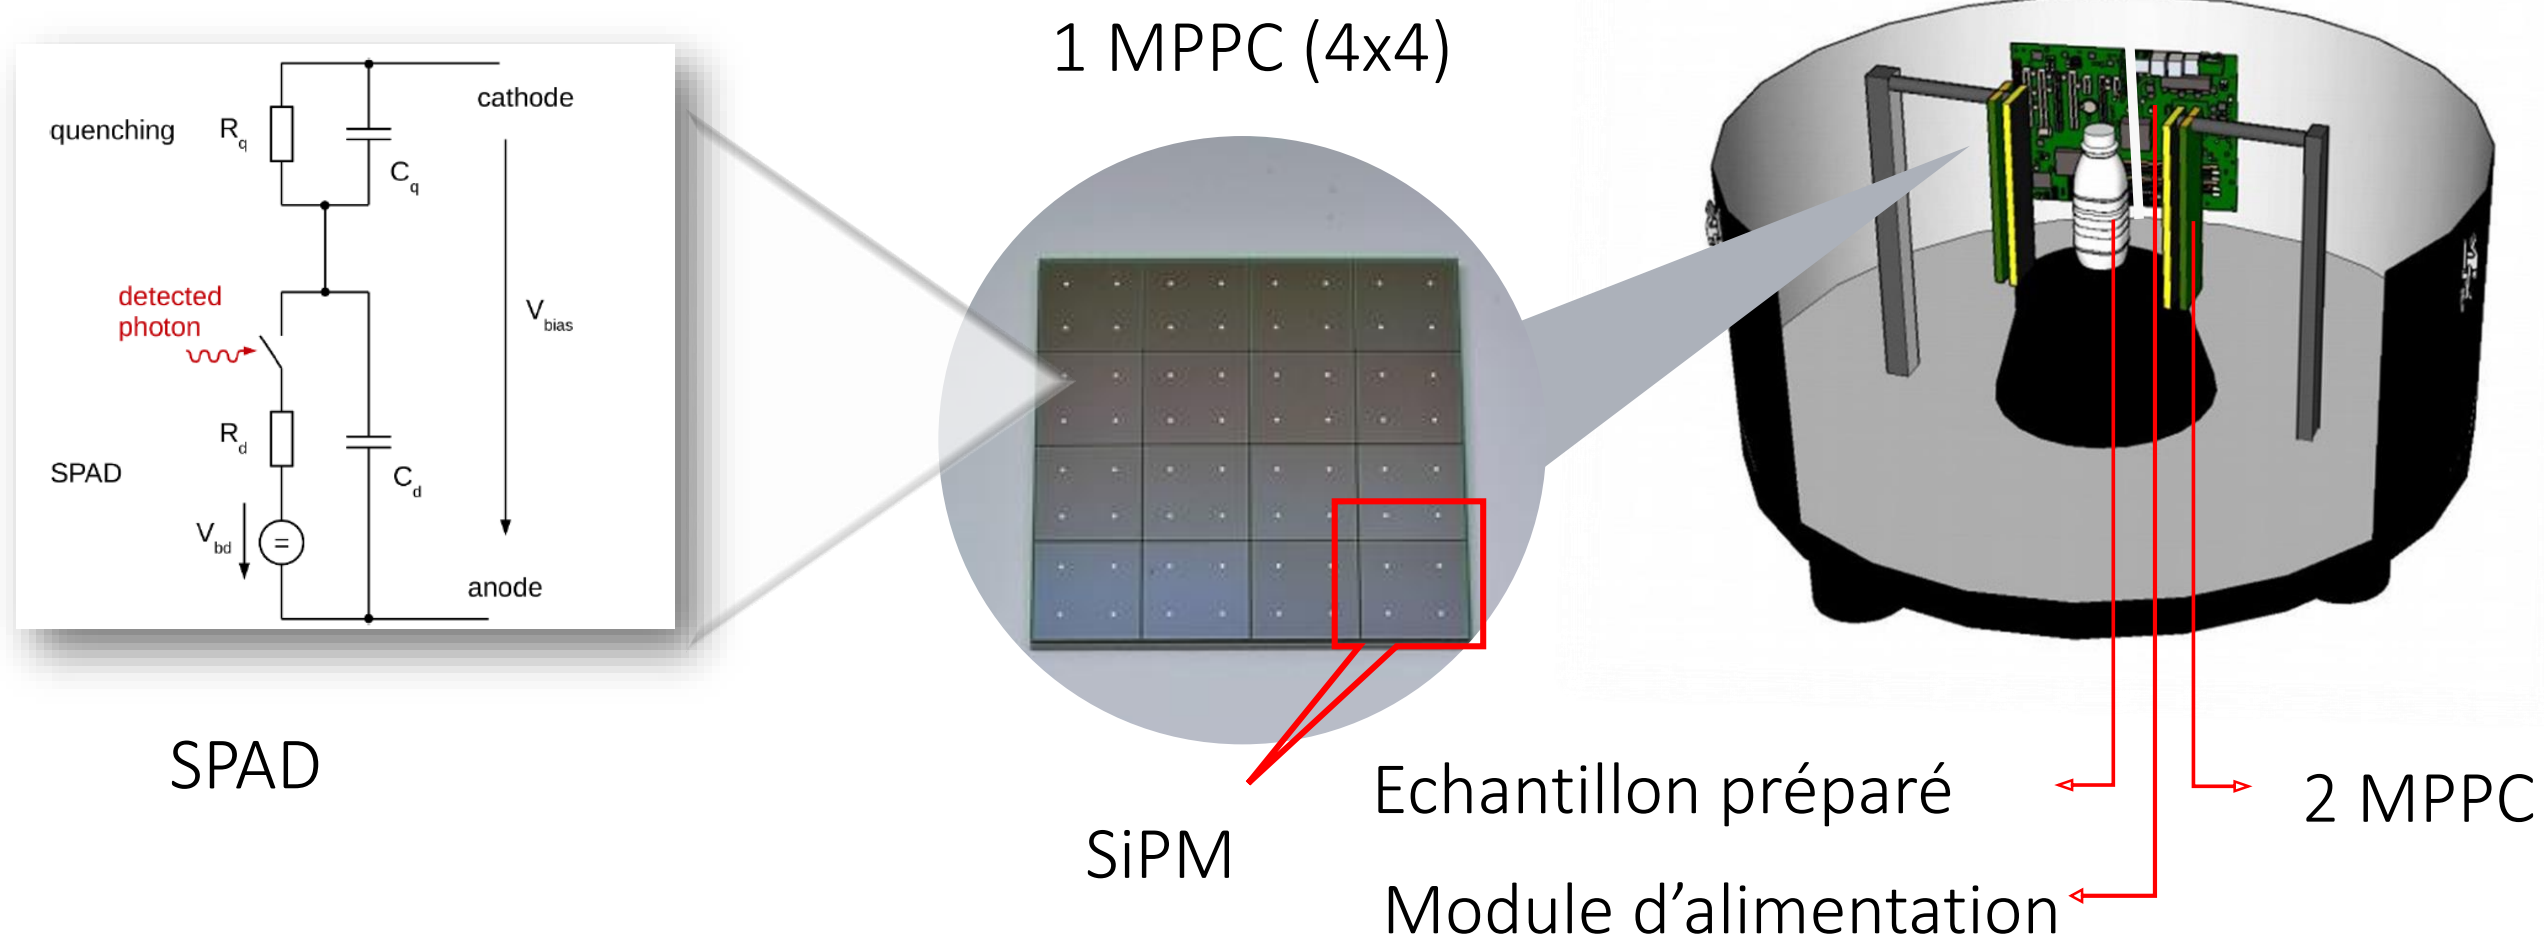 1 MPPC (4x4)
cathode
quenching
Rq
Cq
detected
photon
Vbias
Rd
SPAD
Cd
Vbd
=
anode
SPAD
SiPM
Echantillon préparé
2 MPPC
Module d’alimentation